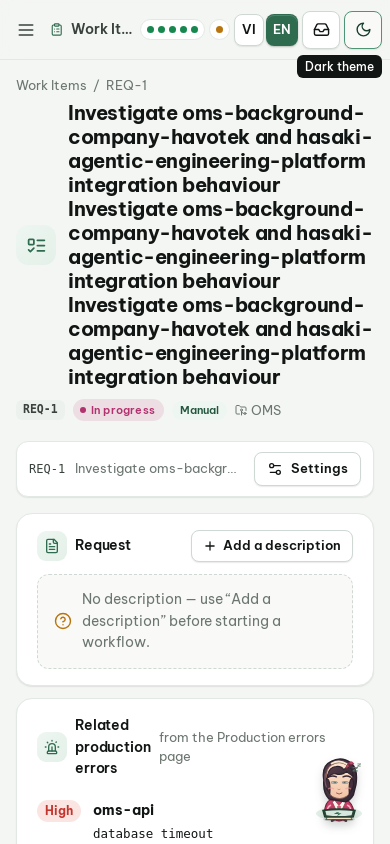 Work It...
VI
EN
Dark theme
Work Items / REQ-1
Investigate oms-background-
company-havotek and hasaki-
agentic-engineering-platform
integration behaviour
Investigate oms-background-
company-havotek and hasaki-
agentic-engineering-platform
integration behaviour
Investigate oms-background-
company-havotek and hasaki-
agentic-engineering-platform
integration behaviour
REQ-1 In progress Manual OMS
REQ-1 Investigate oms-backgr... Settings
Request + Add a description
No description — use “Add a
description” before starting a
workflow.
Related
production
errors
from the Production errors
page
High oms-api
database timeout